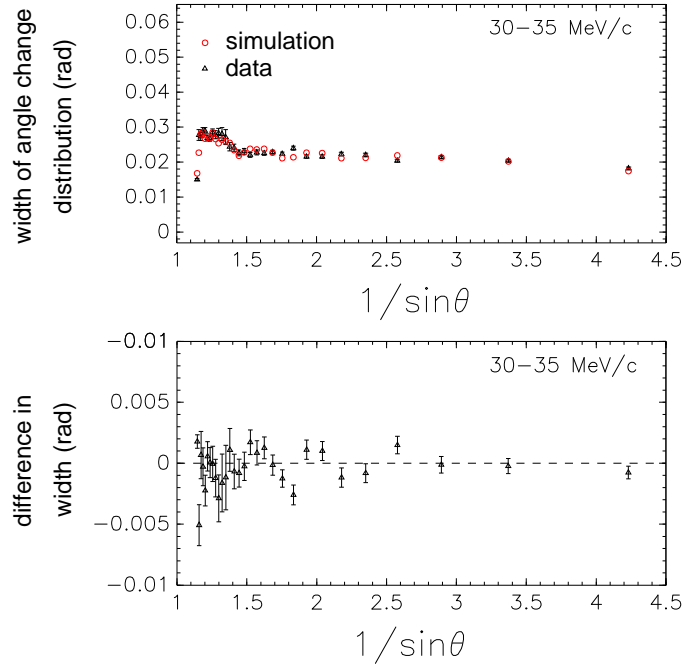 30−35 MeV/c
simulation
data
width of angle change
distribution (rad)
0.06
0.05
0.04
0.03
0.02
0.01
0
1 1.5 2 2.5 3 3.5 4 4.5
1/sinθ
30−35 MeV/c
difference in
width (rad)
−0.01
0.005
0
−0.005
−0.01
1 1.5 2 2.5 3 3.5 4 4.5
1/sinθ